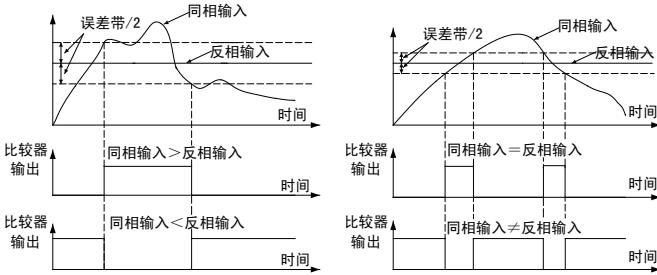 同相输入
误差带/2
反相输入
时间
比较器
输出
同相输入＞反相输入
时间
比较器
输出
同相输入＜反相输入
时间
同相输入
误差带/2
反相输入
时间
比较器
输出
同相输入＝反相输入
时间
比较器
输出
同相输入≠反相输入
时间